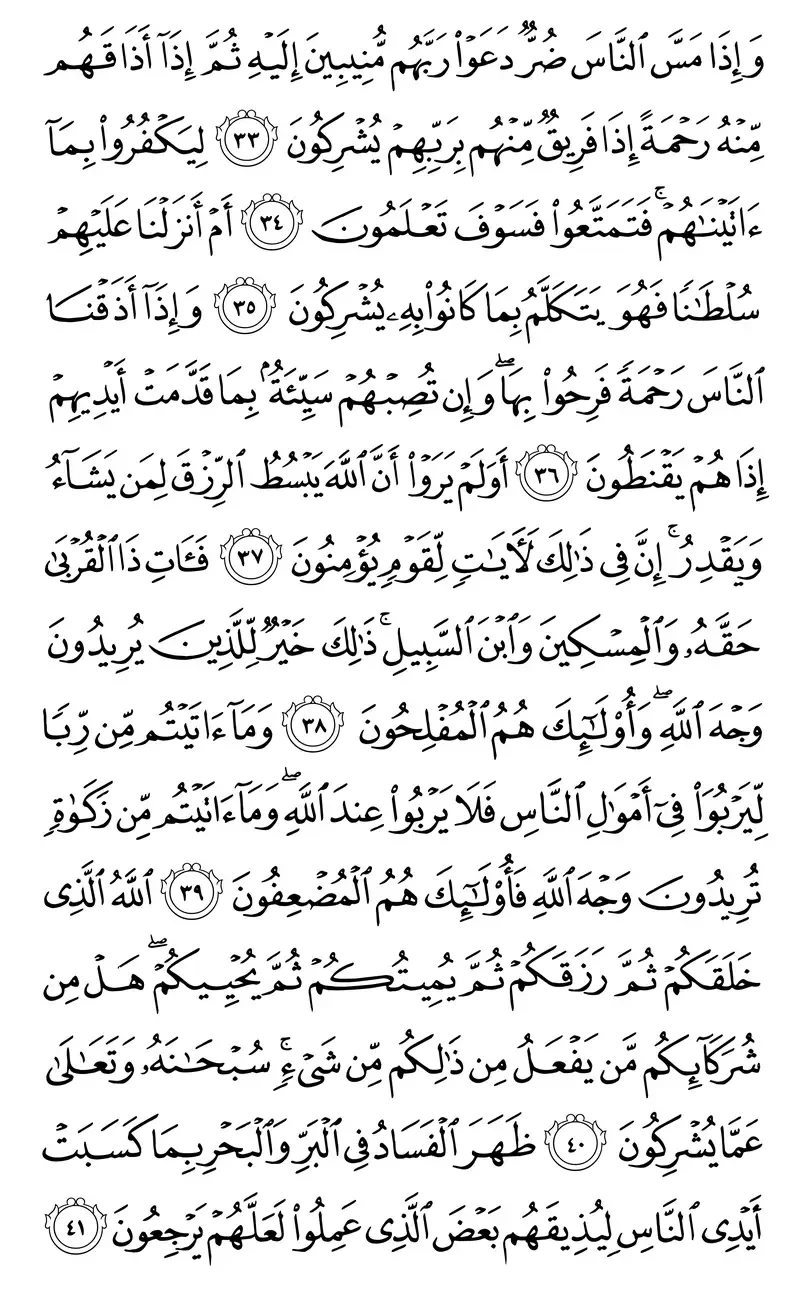 وَإِذَا مَسَّ ٱلنَّاسَ ضُرٌّ دَعَوْا۟ رَبَّهُم مُّنِيبِينَ إِلَيْهِ ثُمَّ إِذَآ أَذَاقَهُم
مِّنْهُ رَحْمَةً إِذَا فَرِيقٌ مِّنْهُم بِرَبِّهِمْ يُشْرِكُونَ ٣٣ لِيَكْفُرُوا۟ بِمَآ
ءَاتَيْنَـٰهُمْ ۚ فَتَمَتَّعُوا۟ فَسَوْفَ تَعْلَمُونَ ٣٤ أَمْ أَنزَلْنَا عَلَيْهِمْ
سُلْطَـٰنًا فَهُوَ يَتَكَلَّمُ بِمَا كَانُوا۟ بِهِۦ يُشْرِكُونَ ٣٥ وَإِذَآ أَذَقْنَا
ٱلنَّاسَ رَحْمَةً فَرِحُوا۟ بِهَا ۖ وَإِن تُصِبْهُمْ سَيِّئَةٌۢ بِمَا قَدَّمَتْ أَيْدِيهِمْ
إِذَا هُمْ يَقْنَطُونَ ٣٦ أَوَلَمْ يَرَوْا۟ أَنَّ ٱللَّهَ يَبْسُطُ ٱلرِّزْقَ لِمَن يَشَآءُ
وَيَقْدِرُ ۚ إِنَّ فِى ذَٰلِكَ لَـَٔايَـٰتٍ لِّقَوْمٍ يُؤْمِنُونَ ٣٧ فَـَٔاتِ ذَا ٱلْقُرْبَىٰ
حَقَّهُۥ وَٱلْمِسْكِينَ وَٱبْنَ ٱلسَّبِيلِ ۚ ذَٰلِكَ خَيْرٌ لِّلَّذِينَ يُرِيدُونَ
وَجْهَ ٱللَّهِ ۖ وَأُو۟لَـٰٓئِكَ هُمُ ٱلْمُفْلِحُونَ ٣٨ وَمَآ ءَاتَيْتُم مِّن رِّبًا
لِّيَرْبُوَا۟ فِىٓ أَمْوَٰلِ ٱلنَّاسِ فَلَا يَرْبُوا۟ عِندَ ٱللَّهِ ۖ وَمَآ ءَاتَيْتُم مِّن زَكَوٰةٍ
تُرِيدُونَ وَجْهَ ٱللَّهِ فَأُو۟لَـٰٓئِكَ هُمُ ٱلْمُضْعِفُونَ ٣٩ ٱللَّهُ ٱلَّذِى
خَلَقَكُمْ ثُمَّ رَزَقَكُمْ ثُمَّ يُمِيتُكُمْ ثُمَّ يُحْيِيكُمْ ۖ هَلْ مِن
شُرَكَآئِكُم مَّن يَفْعَلُ مِن ذَٰلِكُم مِّن شَىْءٍ ۚ سُبْحَـٰنَهُۥ وَتَعَـٰلَىٰ
عَمَّا يُشْرِكُونَ ٤٠ ظَهَرَ ٱلْفَسَادُ فِى ٱلْبَرِّ وَٱلْبَحْرِ بِمَا كَسَبَتْ
أَيْدِى ٱلنَّاسِ لِيُذِيقَهُم بَعْضَ ٱلَّذِى عَمِلُوا۟ لَعَلَّهُمْ يَرْجِعُونَ ٤١